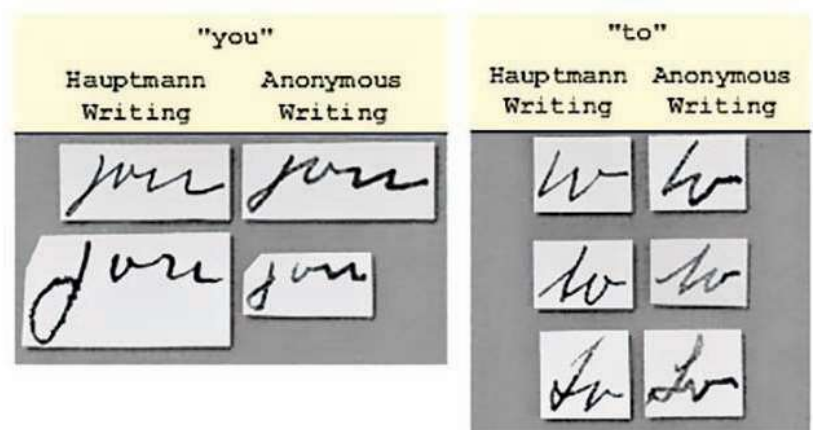 "you"
Hauptmann Writing
Anonymous Writing
you you
you you
"to"
Hauptmann Writing
Anonymous Writing
to to
to to
to to